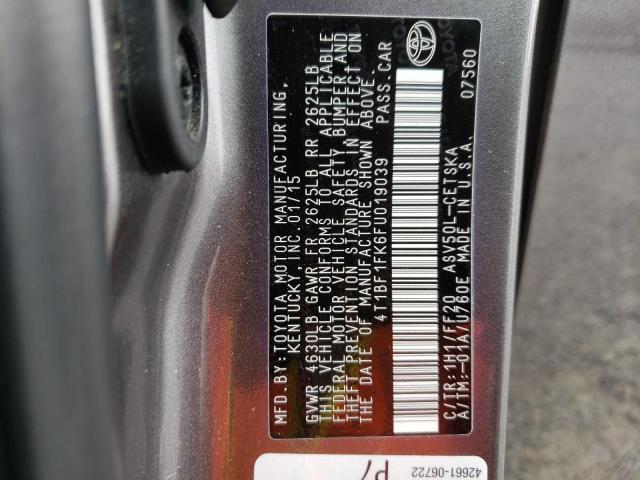 MFD.BY:TOYOTA MOTOR MANUFACTURING,
KENTUCKY, INC. 01/15
GVWR 4630LB GAWR FR 2625LB RR 2625LB
THIS VEHICLE CONFORMS TO ALL APPLICABLE
FEDERAL MOTOR VEHICLE SAFETY, BUMPER, AND
THEFT PREVENTION STANDARDS IN EFFECT ON
THE DATE OF MANUFACTURE SHOWN ABOVE.
4T1BF1FK6FU019039 PASS.CAR
C/TR:1H1/FF20 ASV50L-CETSKA
A/TM:-01A/U760E MADE IN U.S.A. 07560
TOYOTA
42661-06722